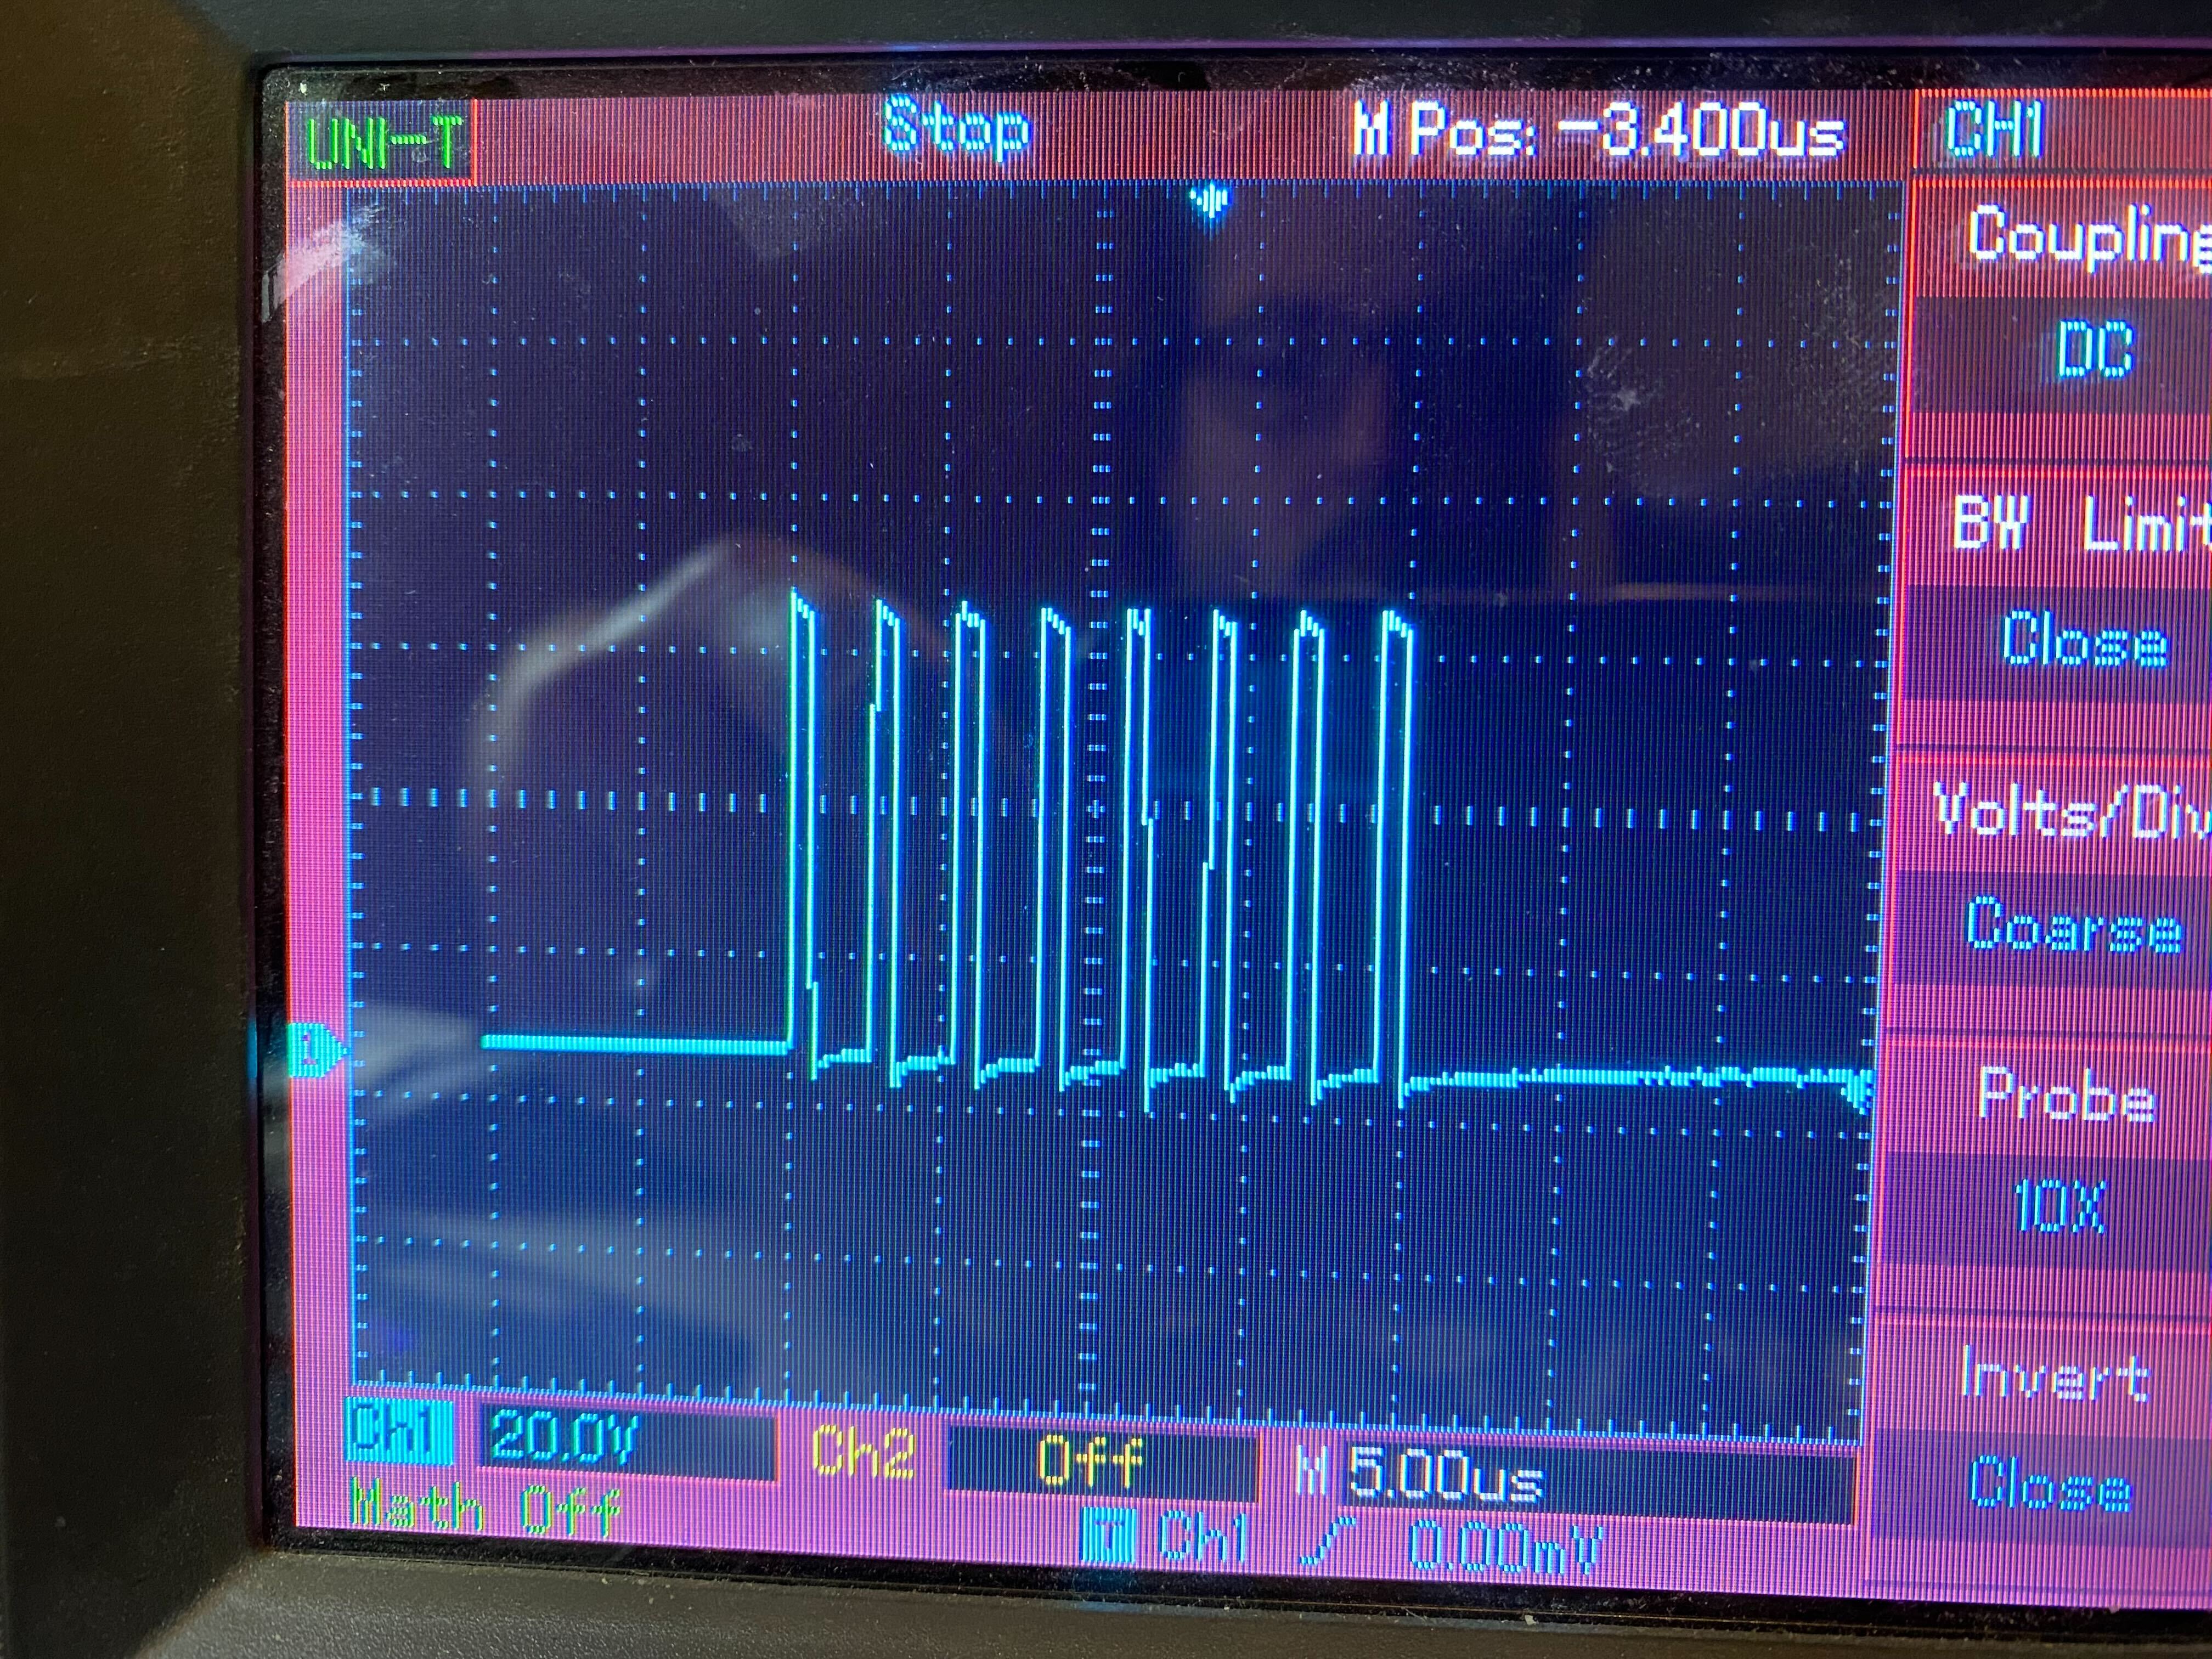 UNI-T Stop M Pos: -3.400us CH1
Coupling
DC
BW Limit
Close
Volts/Div
Coarse
Probe
10X
Invert
Close
1
Ch1 20.0V Ch2 Off M 5.00us
Math Off
T Ch1 0.00mV